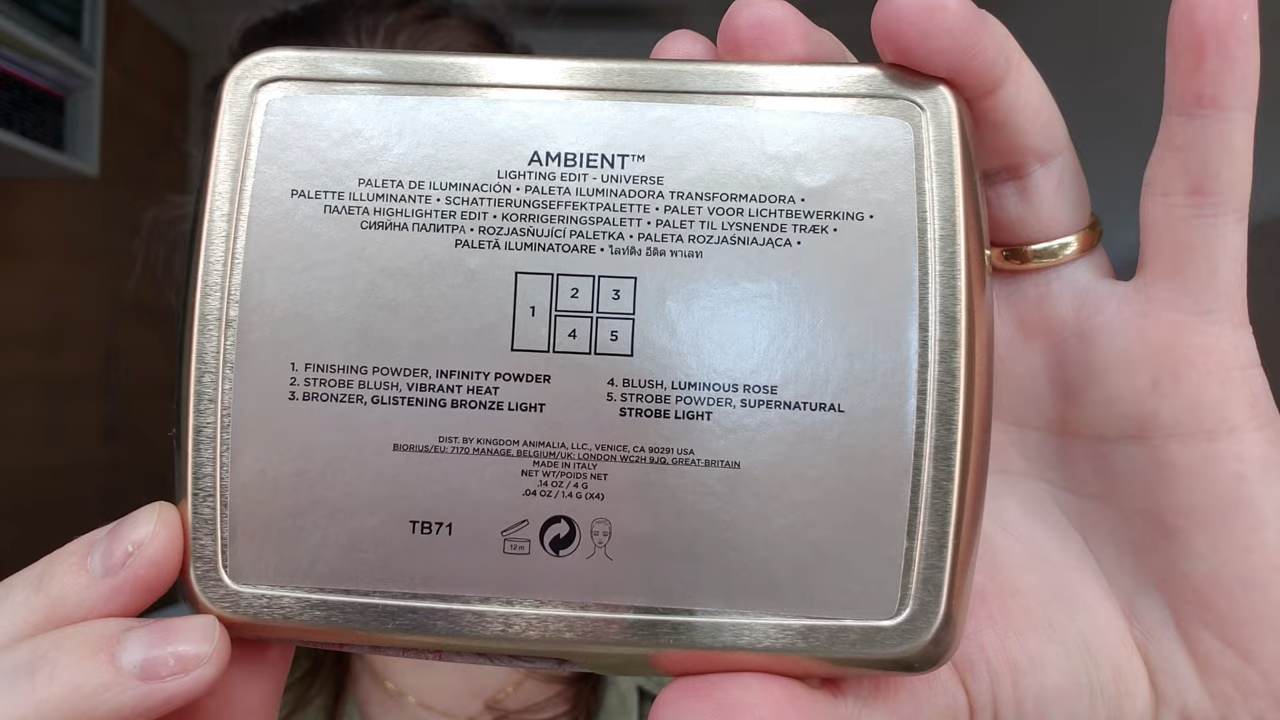 AMBIENT™
LIGHTING EDIT - UNIVERSE
PALETA DE ILUMINACIÓN • PALETA ILUMINADORA TRANSFORMADORA •
PALETTE ILLUMINANTE • SCHATTIERUNGSEFFEKTPALETTE • PALET VOOR LICHTBEWERKING •
ΠΑΛΕΤΑ HIGHLIGHTER EDIT • KORRIGERINGSPALETT • PALET TIL LYSNENDE TRÆK •
СИЯЙНА ПАЛИТРА • ROZJASŇUJÍCÍ PALETKA • PALETA ROZJAŚNIAJĄCA •
PALETĂ ILUMINATOARE • ไลท์ติง อีดิต พาเลท
1 2 3
4 5
1. FINISHING POWDER, INFINITY POWDER
2. STROBE BLUSH, VIBRANT HEAT
3. BRONZER, GLISTENING BRONZE LIGHT
4. BLUSH, LUMINOUS ROSE
5. STROBE POWDER, SUPERNATURAL
STROBE LIGHT
DIST. BY KINGDOM ANIMALIA, LLC., VENICE, CA 90291 USA
BIORIUS/EU: 7170 MANAGE, BELGIUM/UK: LONDON WC2H 9JQ, GREAT-BRITAIN
MADE IN ITALY
NET WT/POIDS NET
.14 OZ / 4 G
.04 OZ / 1.4 G (X4)
TB71
12 m